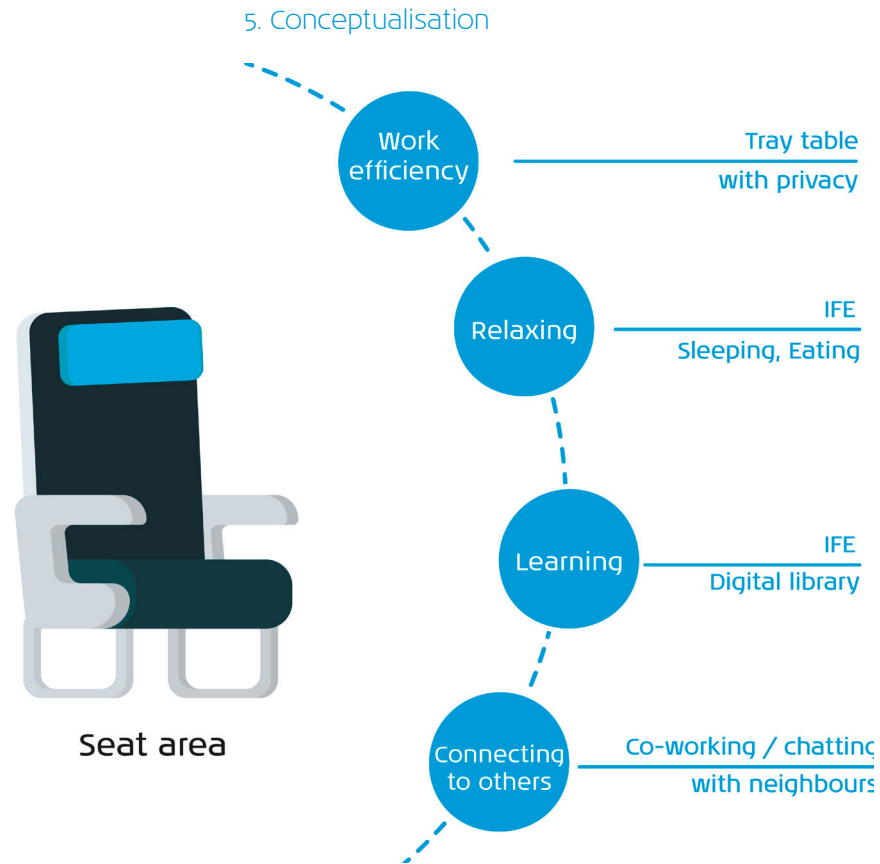 5. Conceptualisation
Work
efficiency
Tray table
with privacy
Relaxing
IFE
Sleeping, Eating
Learning
IFE
Digital library
Seat area
Connecting
to others
Co-working / chatting
with neighbours